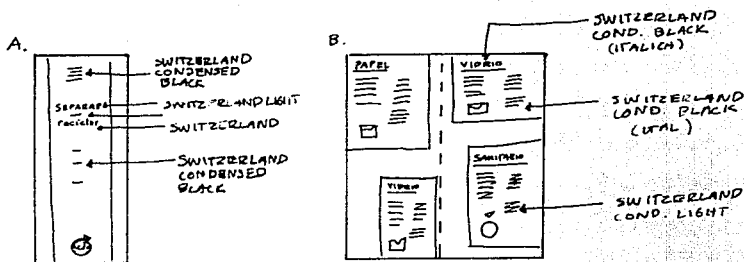 A.
SWITZERLAND
CONDENSED
BLACK
SEPARAR
SWITZERLAND LIGHT
reciclar
SWITZERLAND
SWITZERLAND
CONDENSED
BLACK
B.
PAPEL
VIDRIO
VIDRIO
SANITARIO
SWITZERLAND
COND. BLACK
(ITALICH)
SWITZERLAND
COND. BLACK
(ITAL)
SWITZERLAND
COND. LIGHT